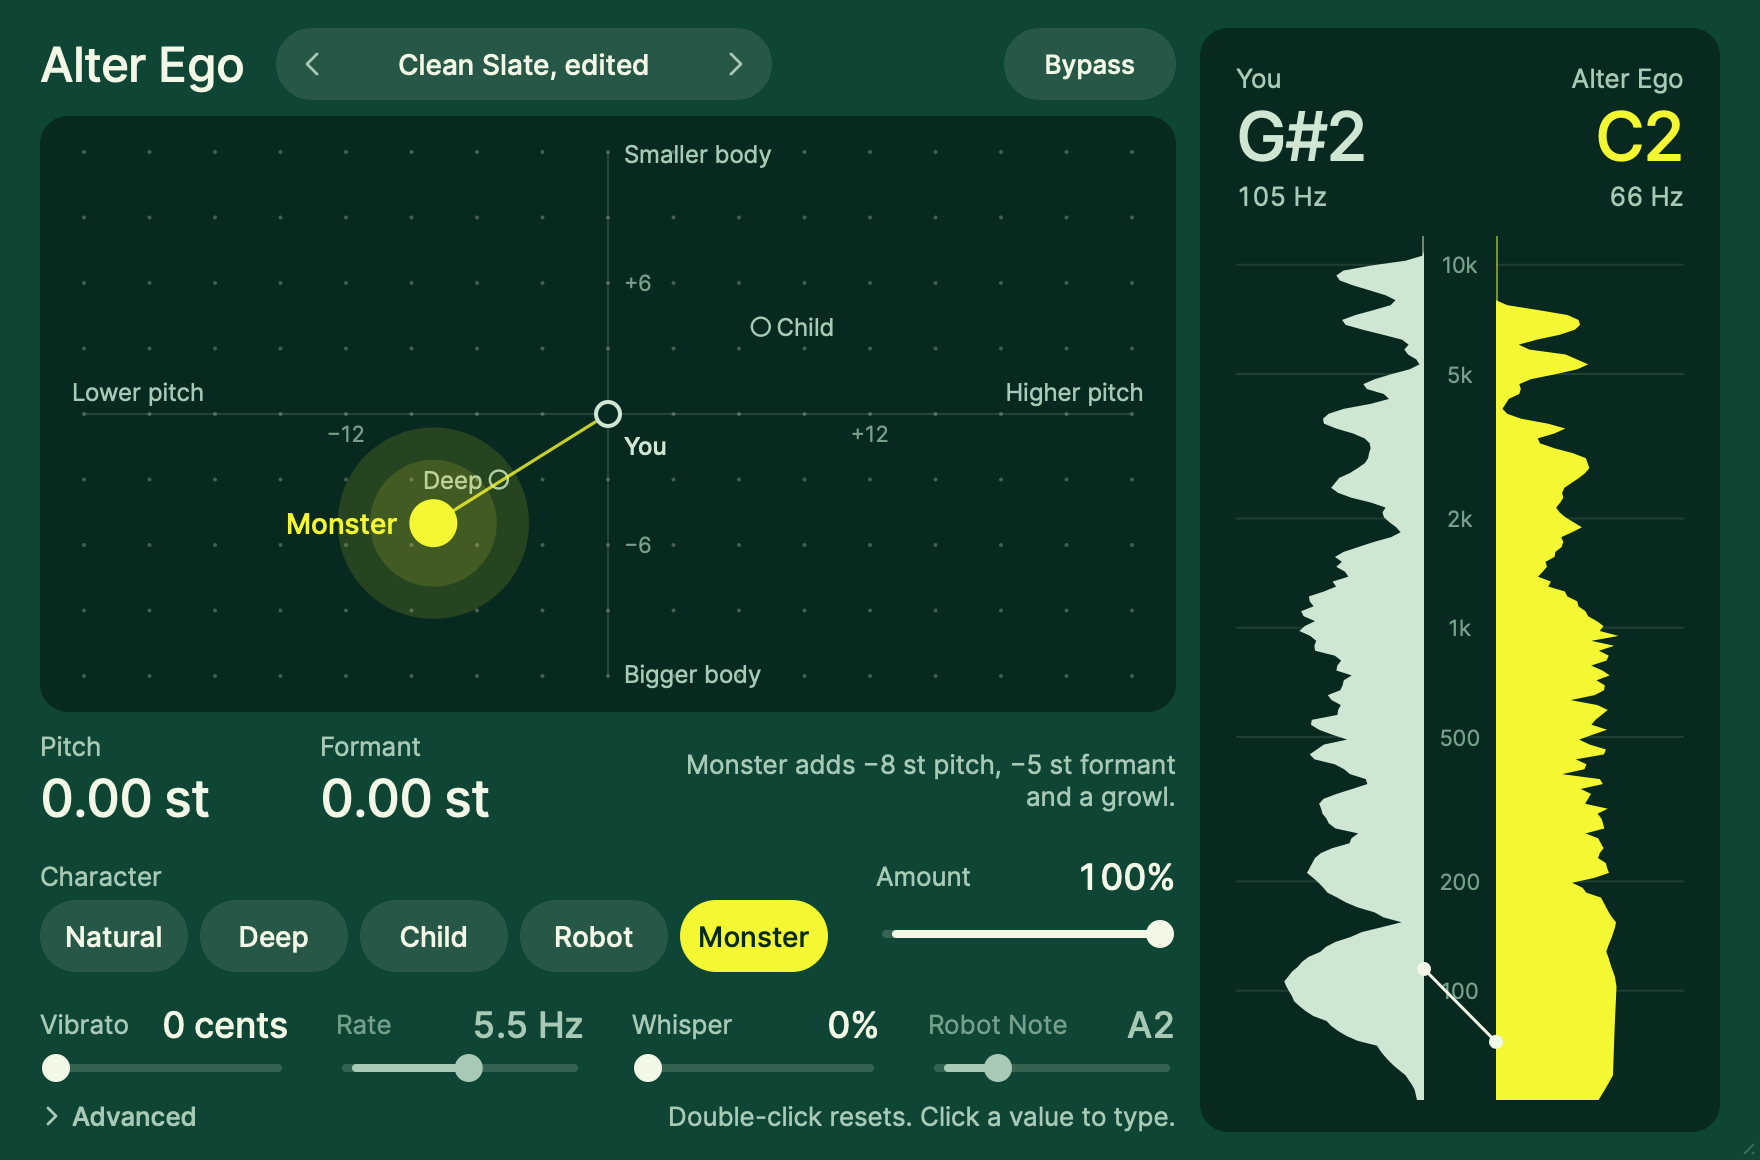 Alter Ego
Clean Slate, edited
Bypass
Smaller body
+6
Child
Lower pitch
Higher pitch
−12
+12
You
Deep
Monster
−6
Bigger body
Pitch
0.00 st
Formant
0.00 st
Monster adds −8 st pitch, −5 st formant
and a growl.
Character
Natural
Deep
Child
Robot
Monster
Amount
100%
Vibrato
0 cents
Rate
5.5 Hz
Whisper
0%
Robot Note
A2
Advanced
Double-click resets. Click a value to type.
You
Alter Ego
G#2
C2
105 Hz
66 Hz
10k
5k
2k
1k
500
200
100